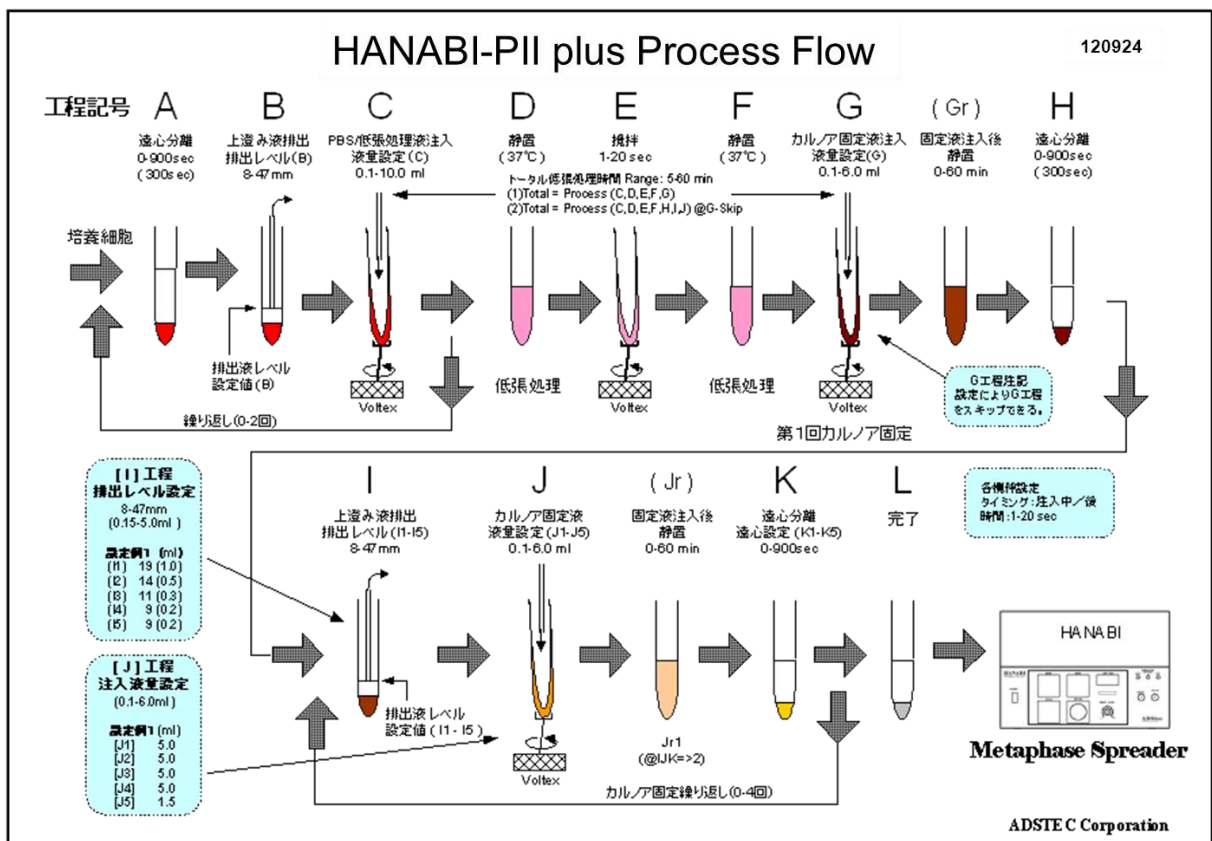 HANABI-PII plus Process Flow
120924
工程記号
A
遠心分離
0-900sec
(300sec)
B
上澄み液排出
排出レベル(B)
8-47mm
C
PBS/低張処理液注入
液量設定(C)
0.1-10.0 ml
D
静置
(37℃)
E
撹拌
1-20 sec
F
静置
(37℃)
G
カルノア固定液注入
液量設定(G)
0.1-6.0 ml
(Gr)
固定液注入後
静置
0-60 min
H
遠心分離
0-900sec
(300sec)
トータル低張処理時間 Range: 5-60 min
(1)Total = Process (C,D,E,F,G)
(2)Total = Process (C,D,E,F,H,I,J) @G-Skip
培養細胞
排出液レベル
設定値(B)
Voltex
低張処理
Voltex
低張処理
Voltex
G工程注記
設定によりG工程
をスキップできる。
繰り返し(0-2回)
第1回カルノア固定
[I]工程
排出レベル設定
8-47mm
(0.15-5.0ml)
設定例1 (ml)
(I1) 19 (1.0)
(I2) 14 (0.5)
(I3) 11 (0.3)
(I4) 9 (0.2)
(I5) 9 (0.2)
[J]工程
注入液量設定
(0.1-6.0ml)
設定例1 (ml)
[J1] 5.0
[J2] 5.0
[J3] 5.0
[J4] 5.0
[J5] 1.5
I
上澄み液排出
排出レベル(I1-I5)
8-47mm
J
カルノア固定液
液量設定(J1-J5)
0.1-6.0 ml
(Jr)
固定液注入後
静置
0-60 min
K
遠心分離
遠心設定(K1-K5)
0-900sec
L
完了
各撹拌設定
タイミング:注入中/後
時間:1-20 sec
排出液レベル
設定値(I1-I5)
Voltex
Jr1
(@IJK=>2)
カルノア固定繰り返し(0-4回)
HANABI
Metaphase Spreader
ADSTEC Corporation